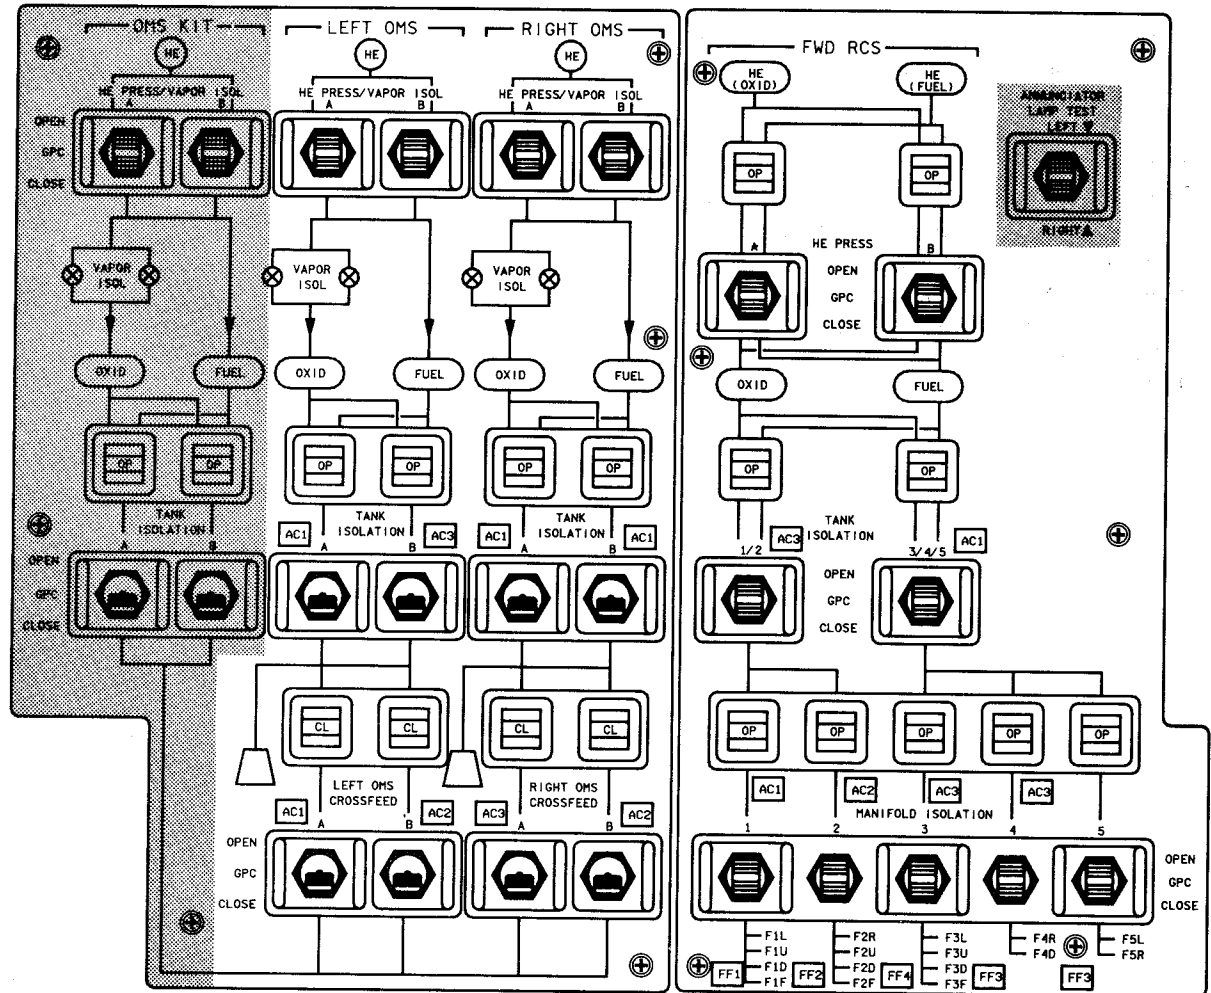 OMS KIT
LEFT OMS
RIGHT OMS
HE
HE
HE
HE PRESS/VAPOR ISOL
HE PRESS/VAPOR ISOL
HE PRESS/VAPOR ISOL
A B
A B
A B
OPEN
GPC
CLOSE
VAPOR
ISOL
VAPOR
ISOL
VAPOR
ISOL
OXID
FUEL
OXID
FUEL
OXID
FUEL
OP OP
OP OP
OP OP
TANK
ISOLATION
A B
AC1
TANK
ISOLATION
A B
AC3
AC1
TANK
ISOLATION
A B
AC1
OPEN
GPC
CLOSE
CL CL
CL CL
AC1
LEFT OMS
CROSSFEED
A B
AC2
AC3
RIGHT OMS
CROSSFEED
A B
AC2
OPEN
GPC
CLOSE
FWD RCS
HE
(OXID)
HE
(FUEL)
ANNUNCIATOR
LAMP TEST
LEFT ▼
RIGHT ▲
OP OP
A HE PRESS B
OPEN
GPC
CLOSE
OXID
FUEL
OP OP
1/2
AC3
TANK
ISOLATION
3/4/5
AC1
OPEN
GPC
CLOSE
OP OP OP OP OP
AC1 AC2 AC3 AC3
MANIFOLD ISOLATION
1 2 3 4 5
OPEN
GPC
CLOSE
F1L
F1U
F1D
F1F
FF1
F2R
F2U
F2D
F2F
FF2
F3L
F3U
F3D
F3F
FF4
F4R
F4D
FF3
F5L
F5R
FF3